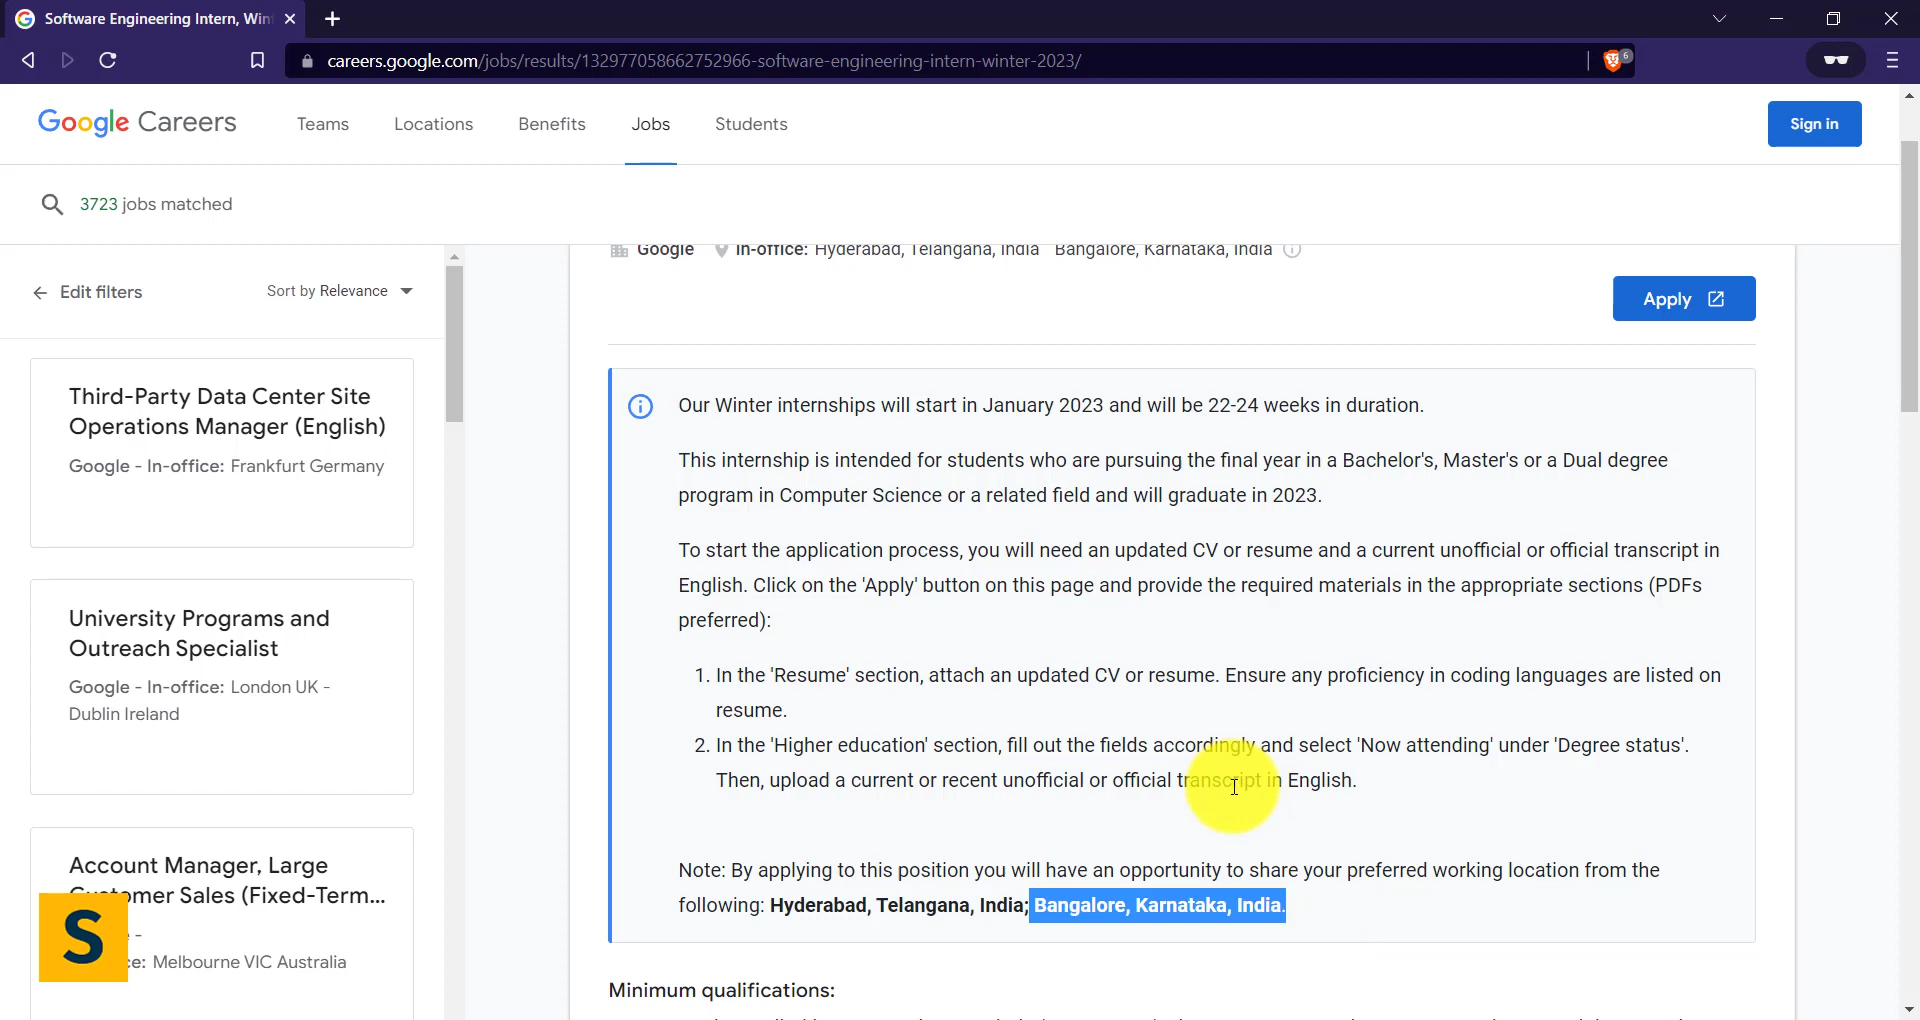 Software Engineering Intern, Win
careers.google.com/jobs/results/132977058662752966-software-engineering-intern-winter-2023/
6
Google Careers
Teams
Locations
Benefits
Jobs
Students
Sign in
3723 jobs matched
Edit filters
Sort by Relevance
Google In-office: Hyderabad, Telangana, India Bangalore, Karnataka, India
Apply
Third-Party Data Center Site
Operations Manager (English)
Google - In-office: Frankfurt Germany
University Programs and
Outreach Specialist
Google - In-office: London UK -
Dublin Ireland
Account Manager, Large
mer Sales (Fixed-Term...
-
e: Melbourne VIC Australia
S
Our Winter internships will start in January 2023 and will be 22-24 weeks in duration.
This internship is intended for students who are pursuing the final year in a Bachelor's, Master's or a Dual degree
program in Computer Science or a related field and will graduate in 2023.
To start the application process, you will need an updated CV or resume and a current unofficial or official transcript in
English. Click on the 'Apply' button on this page and provide the required materials in the appropriate sections (PDFs
preferred):
1. In the 'Resume' section, attach an updated CV or resume. Ensure any proficiency in coding languages are listed on
resume.
2. In the 'Higher education' section, fill out the fields accordingly and select 'Now attending' under 'Degree status'.
Then, upload a current or recent unofficial or official transcript in English.
Note: By applying to this position you will have an opportunity to share your preferred working location from the
following: Hyderabad, Telangana, India; Bangalore, Karnataka, India.
Minimum qualifications: